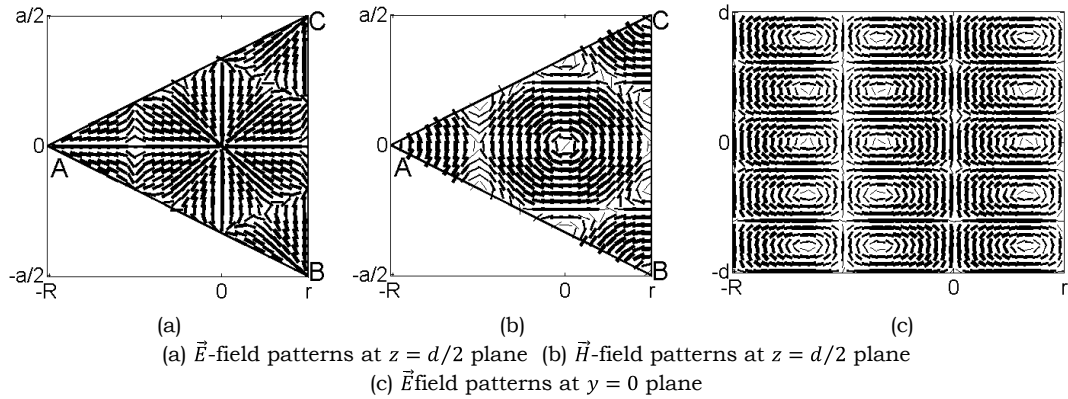 a/2
0
-a/2
A
C
B
-R
0
r
(a)
a/2
0
-a/2
A
C
B
-R
0
r
(b)
d
0
-d
-R
0
r
(c)
(a) E⃗-field patterns at z = d/2 plane (b) H⃗-field patterns at z = d/2 plane
(c) E⃗field patterns at y = 0 plane